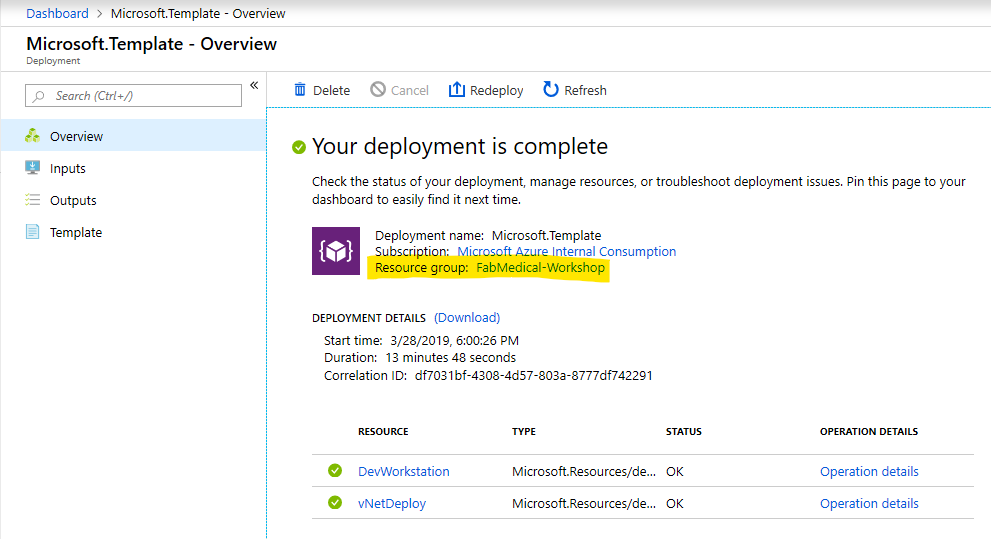 Dashboard > Microsoft.Template - Overview
Microsoft.Template - Overview
Deployment
Search (Ctrl+/)
«
Overview
Inputs
Outputs
Template
Delete Cancel Redeploy Refresh
Your deployment is complete
Check the status of your deployment, manage resources, or troubleshoot deployment issues. Pin this page to your
dashboard to easily find it next time.
Deployment name: Microsoft.Template
Subscription: Microsoft Azure Internal Consumption
Resource group: FabMedical-Workshop
DEPLOYMENT DETAILS (Download)
Start time: 3/28/2019, 6:00:26 PM
Duration: 13 minutes 48 seconds
Correlation ID: df7031bf-4308-4d57-803a-8777df742291
RESOURCE TYPE STATUS OPERATION DETAILS
DevWorkstation Microsoft.Resources/de... OK Operation details
vNetDeploy Microsoft.Resources/de... OK Operation details